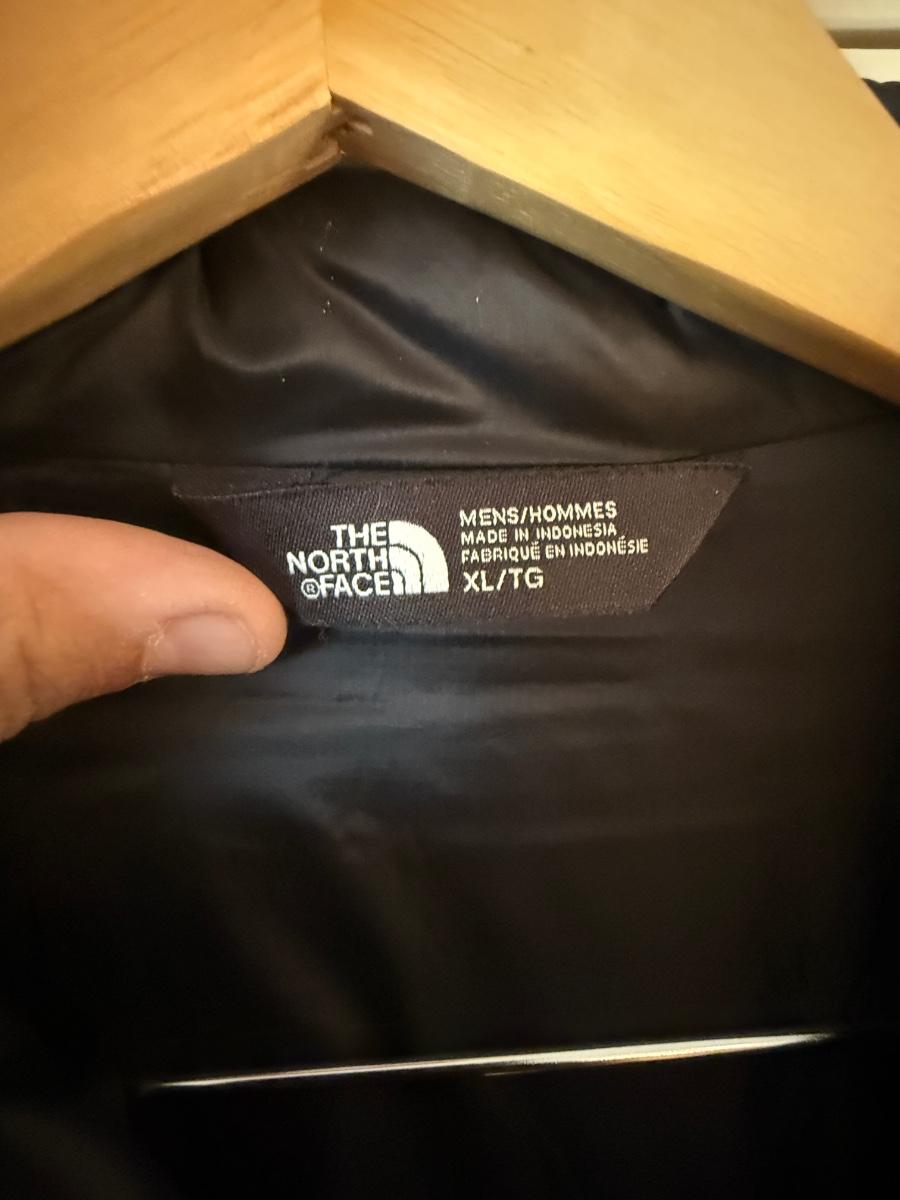 THE
NORTH
®FACE
MENS/HOMMES
MADE IN INDONESIA
FABRIQUÉ EN INDONÉSIE
XL/TG